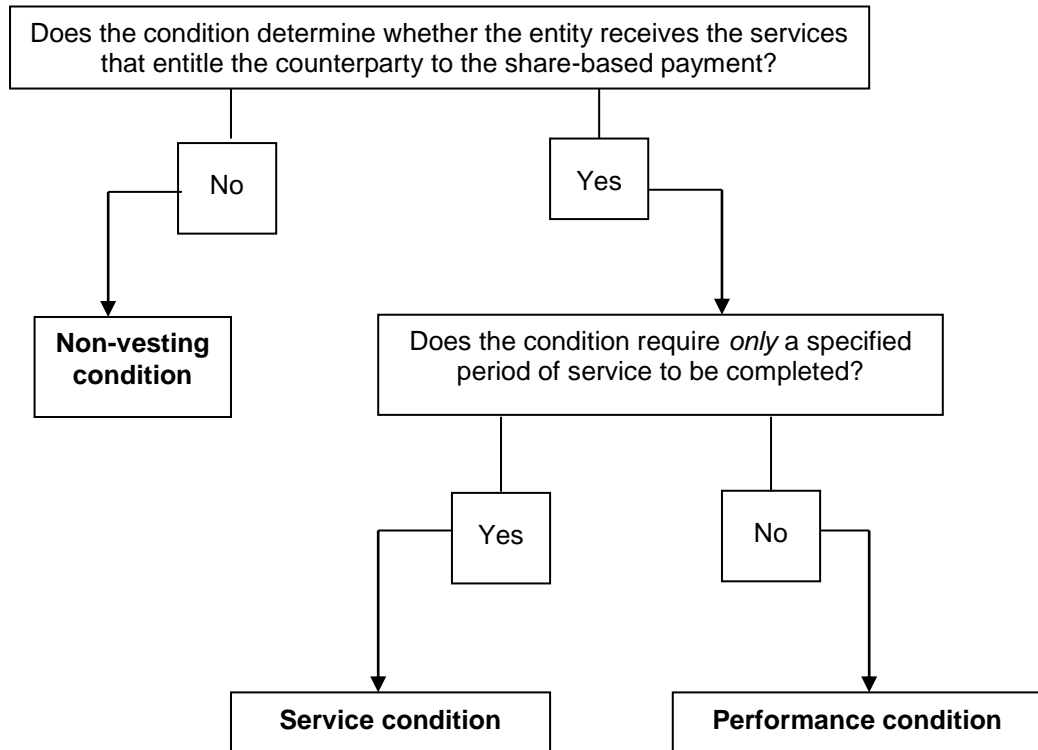 Does the condition determine whether the entity receives the services
that entitle the counterparty to the share-based payment?
No
Yes
Non-vesting
condition
Does the condition require only a specified
period of service to be completed?
Yes
No
Service condition
Performance condition